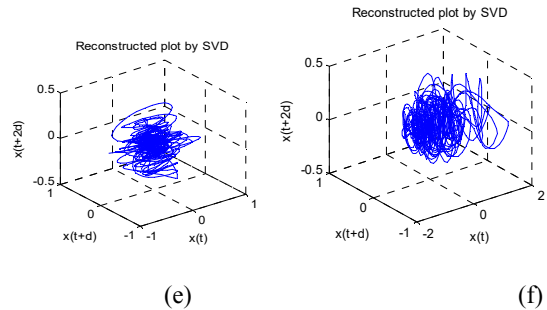 Reconstructed plot by SVD
0.5
0
-0.5
x(t+2d)
1
0
-1
x(t+d)
-1
0
1
x(t)
(e)
Reconstructed plot by SVD
0.5
0
-0.5
x(t+2d)
1
0
-1
x(t+d)
-2
0
2
x(t)
(f)